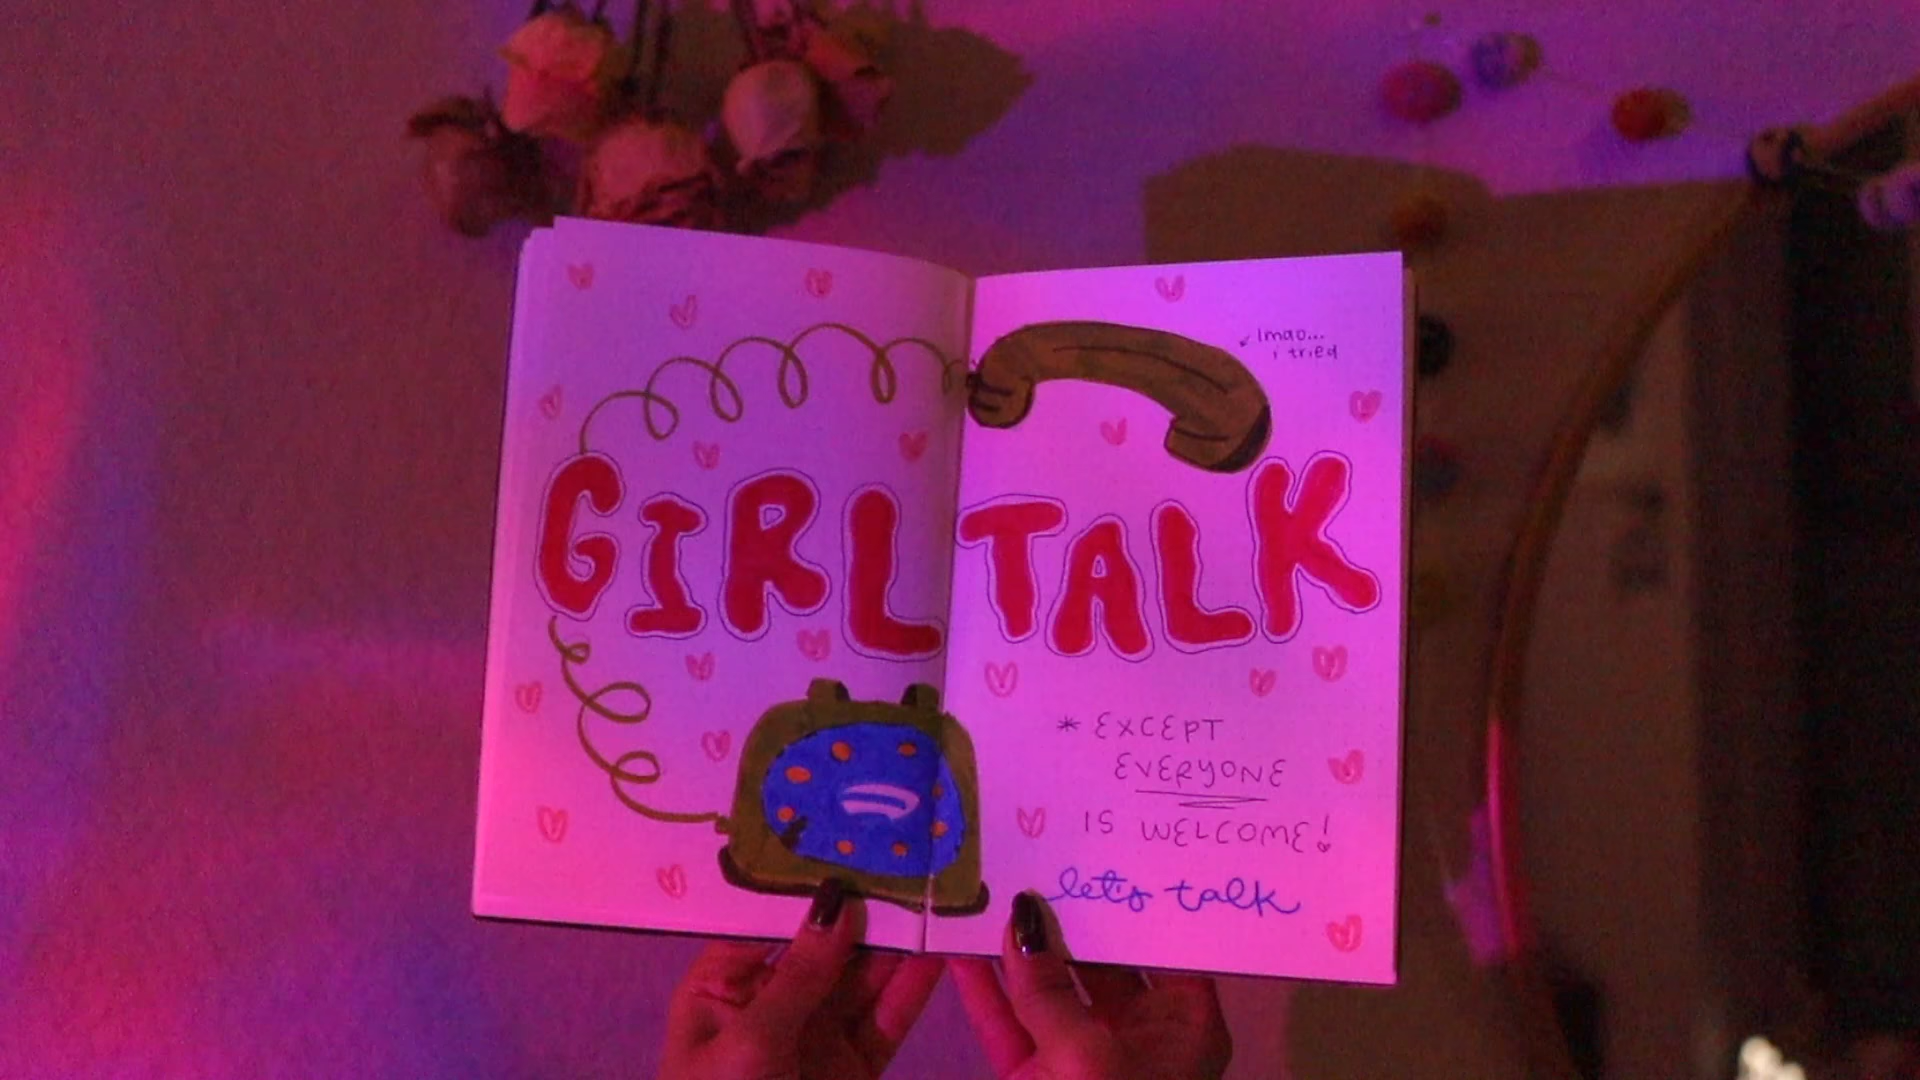 lmao...
i tried
GIRL TALK
* EXCEPT
EVERYONE
IS WELCOME!
let's talk